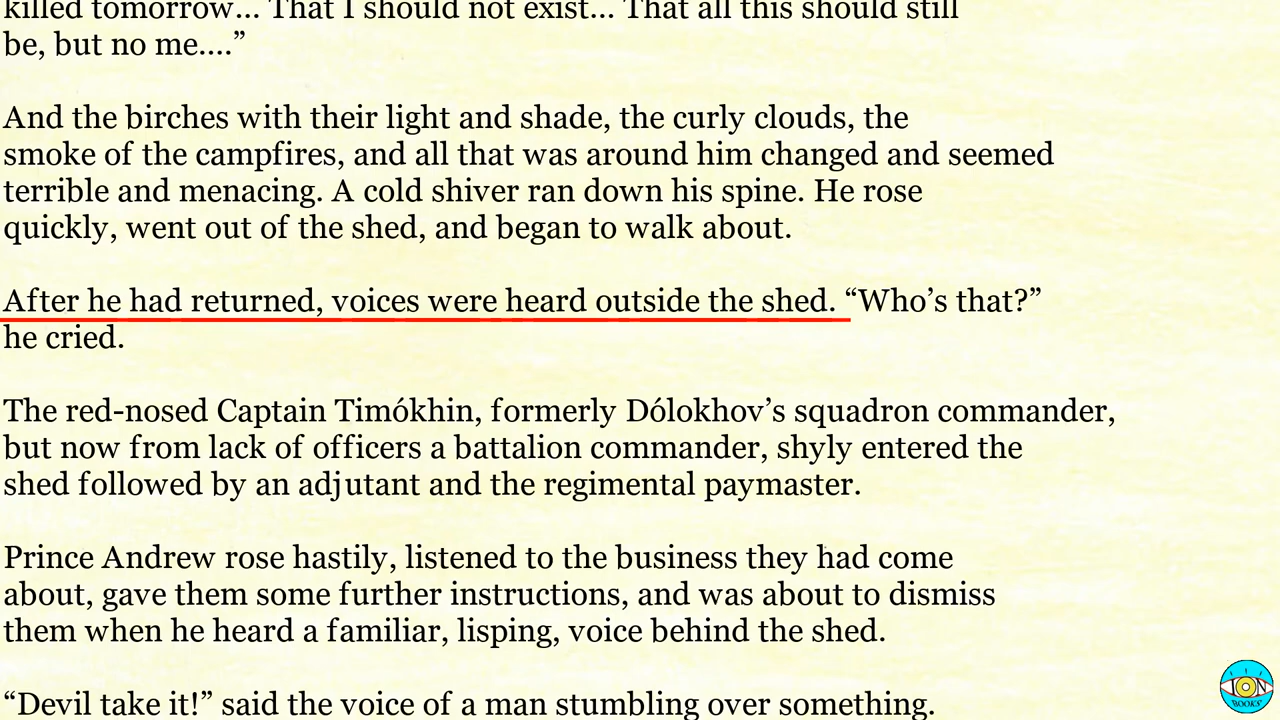 killed tomorrow... That I should not exist... That all this should still
be, but no me....”
And the birches with their light and shade, the curly clouds, the
smoke of the campfires, and all that was around him changed and seemed
terrible and menacing. A cold shiver ran down his spine. He rose
quickly, went out of the shed, and began to walk about.
After he had returned, voices were heard outside the shed. “Who’s that?”
he cried.
The red-nosed Captain Timókhin, formerly Dólokhov’s squadron commander,
but now from lack of officers a battalion commander, shyly entered the
shed followed by an adjutant and the regimental paymaster.
Prince Andrew rose hastily, listened to the business they had come
about, gave them some further instructions, and was about to dismiss
them when he heard a familiar, lisping, voice behind the shed.
“Devil take it!” said the voice of a man stumbling over something.
ION
BOOKS